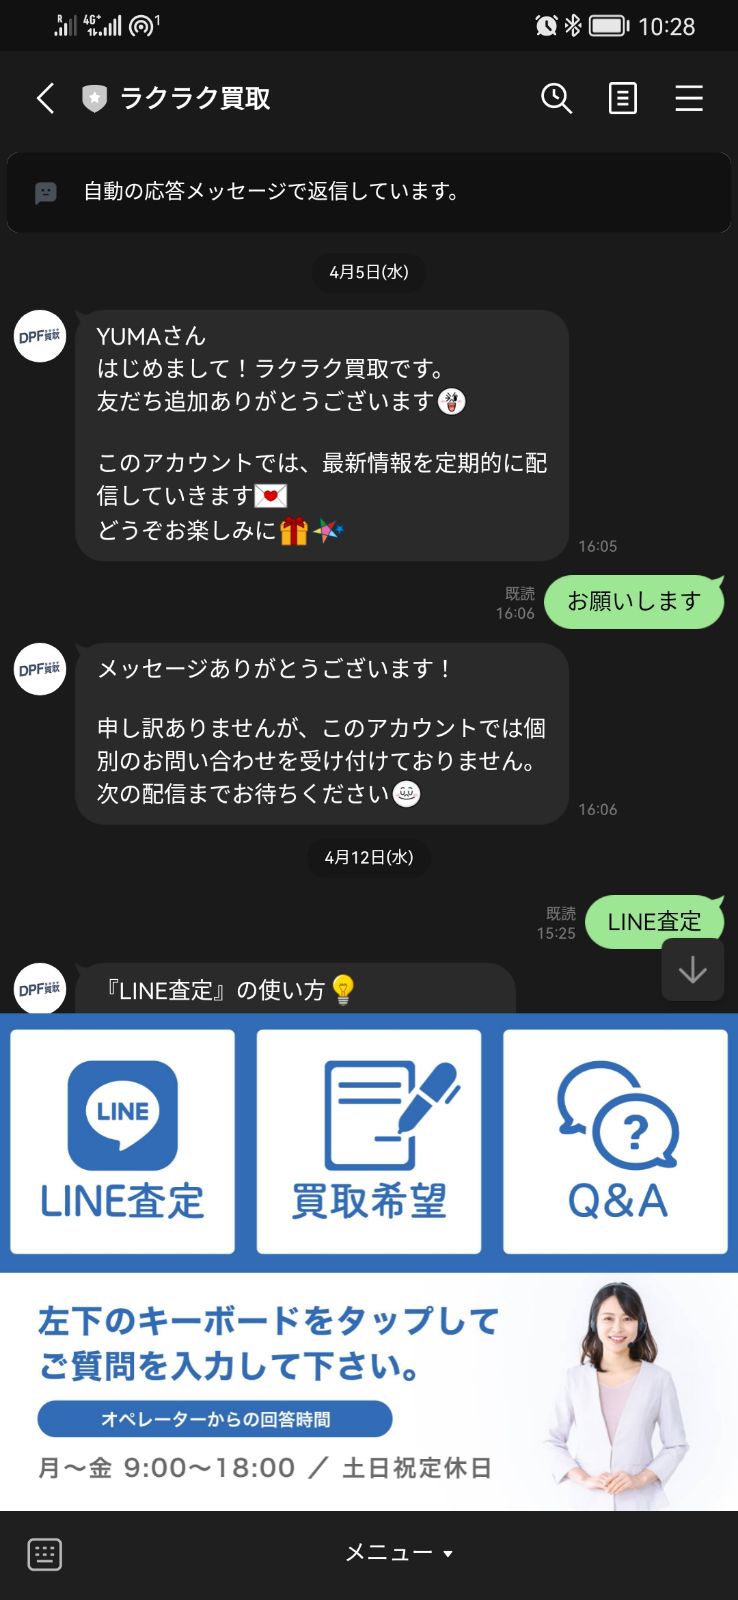 R 4G+ 1 10:28
ラクラク買取
自動の応答メッセージで返信しています。
4月5日(水)
DPF買取
YUMAさん
はじめまして！ラクラク買取です。
友だち追加ありがとうございます
このアカウントでは、最新情報を定期的に配
信していきます
どうぞお楽しみに
16:05
既読
16:06
お願いします
DPF買取
メッセージありがとうございます！
申し訳ありませんが、このアカウントでは個
別のお問い合わせを受け付けておりません。
次の配信までお待ちください
16:06
4月12日(水)
既読
15:25
LINE査定
DPF買取
『LINE査定』の使い方
LINE
LINE査定
買取希望
?
Q&A
左下のキーボードをタップして
ご質問を入力して下さい。
オペレーターからの回答時間
月〜金 9:00〜18:00 ／ 土日祝定休日
メニュー